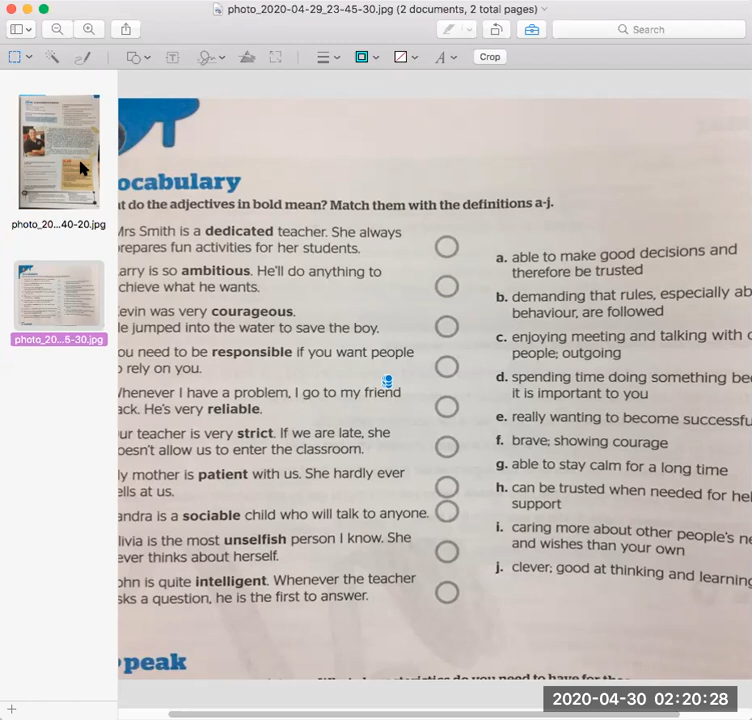 photo_2020-04-29_23-45-30.jpg (2 documents, 2 total pages)
Search
A
Crop
photo_20...40-20.jpg
photo_20...5-30.jpg
ocabulary
t do the adjectives in bold mean? Match them with the definitions a-j.
Mrs Smith is a dedicated teacher. She always
repares fun activities for her students.
arry is so ambitious. He'll do anything to
chieve what he wants.
evin was very courageous.
e jumped into the water to save the boy.
ou need to be responsible if you want people
o rely on you.
Whenever I have a problem, I go to my friend
ack. He's very reliable.
ur teacher is very strict. If we are late, she
oesn't allow us to enter the classroom.
y mother is patient with us. She hardly ever
ells at us.
andra is a sociable child who will talk to anyone.
livia is the most unselfish person I know. She
ever thinks about herself.
ohn is quite intelligent. Whenever the teacher
sks a question, he is the first to answer.
a. able to make good decisions and
therefore be trusted
b. demanding that rules, especially ab
behaviour, are followed
c. enjoying meeting and talking with o
people; outgoing
d. spending time doing something bec
it is important to you
e. really wanting to become successfu
f. brave; showing courage
g. able to stay calm for a long time
h. can be trusted when needed for hel
support
i. caring more about other people's ne
and wishes than your own
j. clever; good at thinking and learning
peak
2020-04-30 02:20:28